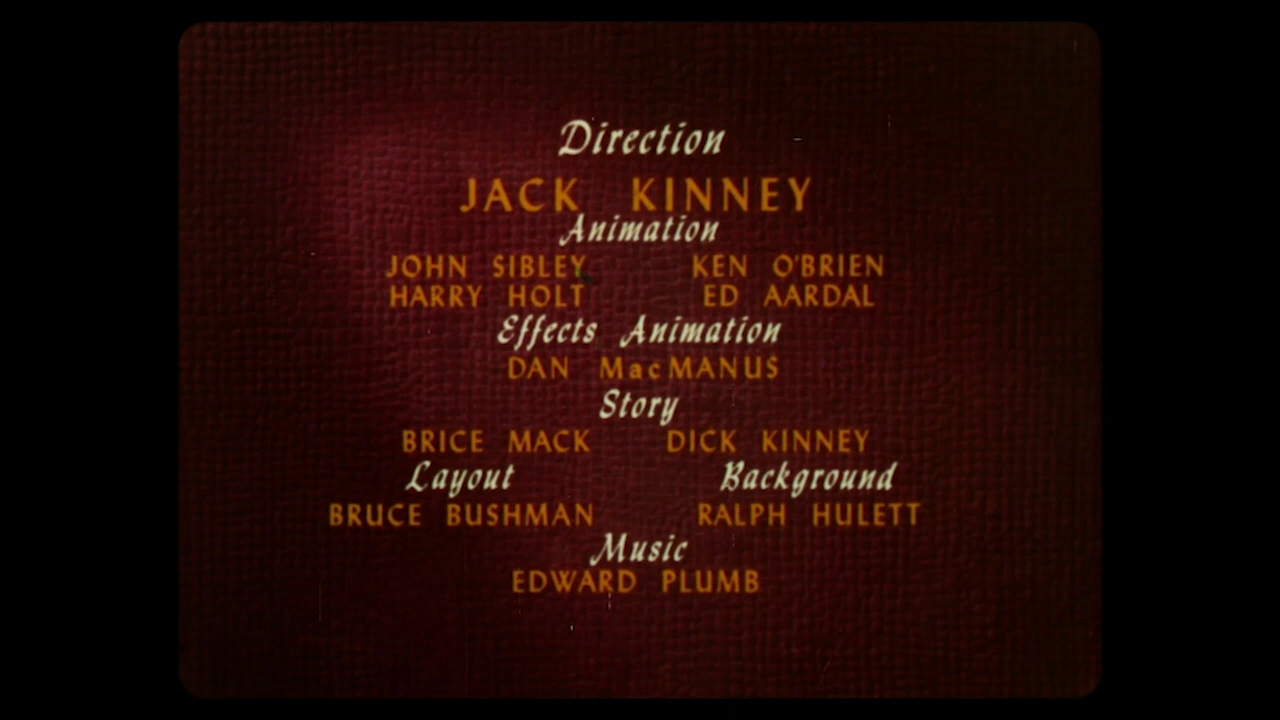 Direction
JACK KINNEY
Animation
JOHN SIBLEY KEN O'BRIEN
HARRY HOLT ED AARDAL
Effects Animation
DAN MacMANUS
Story
BRICE MACK DICK KINNEY
Layout Background
BRUCE BUSHMAN RALPH HULETT
Music
EDWARD PLUMB